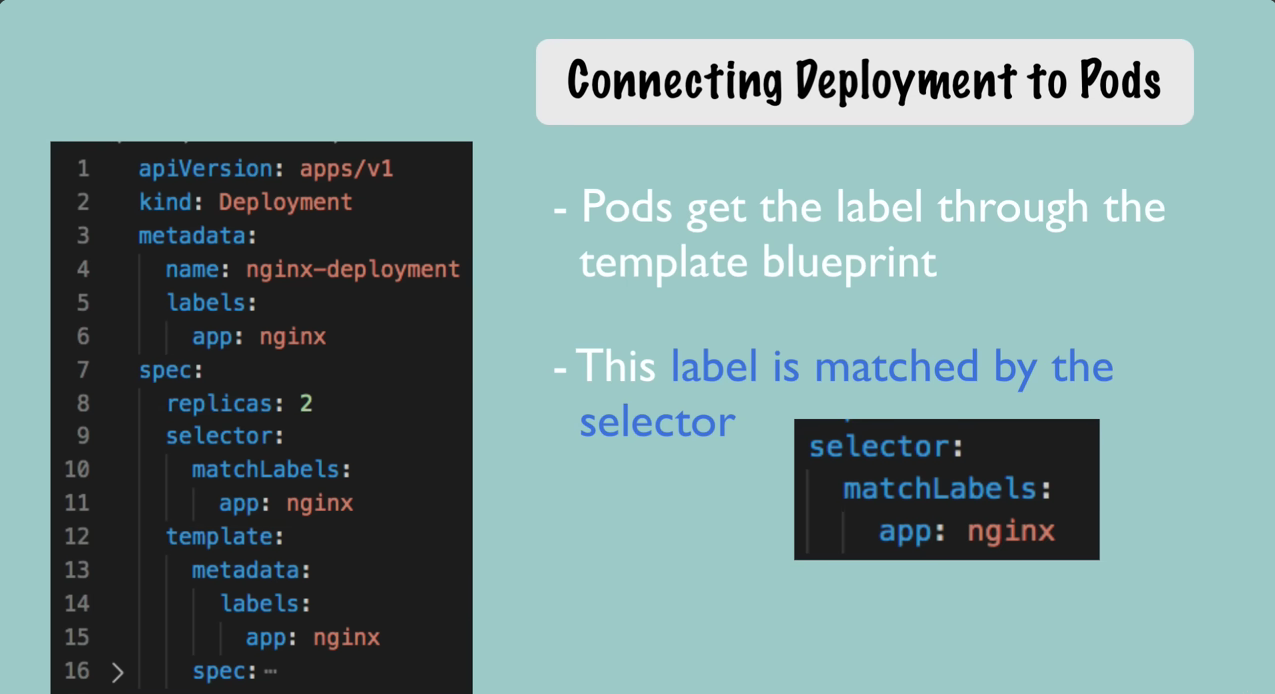 Connecting Deployment to Pods
1 apiVersion: apps/v1
2 kind: Deployment
3 metadata:
4   name: nginx-deployment
5   labels:
6     app: nginx
7 spec:
8   replicas: 2
9   selector:
10     matchLabels:
11       app: nginx
12   template:
13     metadata:
14       labels:
15         app: nginx
16 >     spec:⋯
- Pods get the label through the
template blueprint
- This label is matched by the
selector
selector:
  matchLabels:
    app: nginx